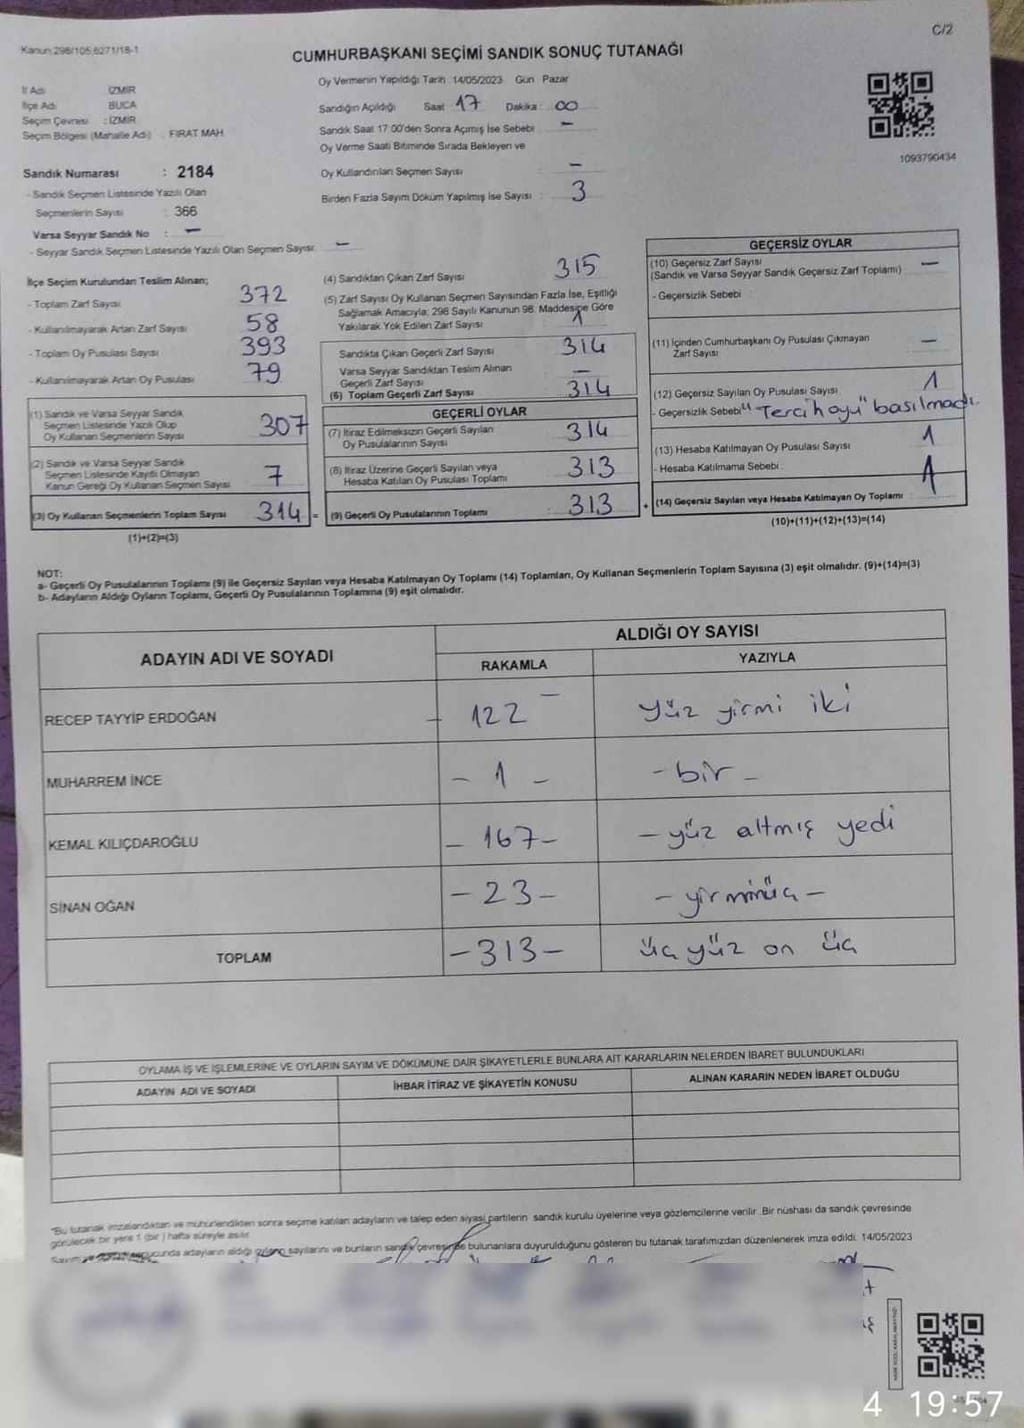 C/2
Kanun:298/105,6271/18-1
CUMHURBAŞKANI SEÇİMİ SANDIK SONUÇ TUTANAĞI
İl Adı : İZMİR
İlçe Adı : BUCA
Seçim Çevresi : İZMİR
Seçim Bölgesi (Mahalle Adı) : FIRAT MAH
Oy Vermenin Yapıldığı Tarih 14/05/2023 Gün Pazar
Sandığın Açıldığı Saat 17 Dakika : 00
Sandık Saat 17:00'den Sonra Açılmış İse Sebebi : -
Oy Verme Saati Bitiminde Sırada Bekleyen ve
Oy Kullandırılan Seçmen Sayısı : -
Birden Fazla Sayım Döküm Yapılmış İse Sayısı : 3
1093790434
Sandık Numarası : 2184
- Sandık Seçmen Listesinde Yazılı Olan
Seçmenlerin Sayısı : 366
Varsa Seyyar Sandık No : -
- Seyyar Sandık Seçmen Listesinde Yazılı Olan Seçmen Sayısı: -
İlçe Seçim Kurulundan Teslim Alınan;
- Toplam Zarf Sayısı 372
- Kullanılmayarak Artan Zarf Sayısı 58
- Toplam Oy Pusulası Sayısı 393
- Kullanılmayarak Artan Oy Pusulası 79
(1) Sandık ve Varsa Seyyar Sandık
Seçmen Listesinde Yazılı Olup
Oy Kullanan Seçmenlerin Sayısı 307
(2) Sandık ve Varsa Seyyar Sandık
Seçmen Listesinde Kayıtlı Olmayan
Kanun Gereği Oy Kullanan Seçmen Sayısı 7
(3) Oy Kullanan Seçmenlerin Toplam Sayısı 314 =
(1)+(2)=(3)
(4) Sandıktan Çıkan Zarf Sayısı 315
(5) Zarf Sayısı Oy Kullanan Seçmen Sayısından Fazla İse, Eşitliği
Sağlamak Amacıyla; 298 Sayılı Kanunun 98. Maddesine Göre
Yakılarak Yok Edilen Zarf Sayısı 1
Sandıkta Çıkan Geçerli Zarf Sayısı 314
Varsa Seyyar Sandıktan Teslim Alınan
Geçerli Zarf Sayısı -
(6) Toplam Geçerli Zarf Sayısı 314
GEÇERLİ OYLAR
(7) İtiraz Edilmeksizin Geçerli Sayılan
Oy Pusulalarının Sayısı 314
(8) İtiraz Üzerine Geçerli Sayılan veya
Hesaba Katılan Oy Pusulası Toplamı 313
(9) Geçerli Oy Pusulalarının Toplamı 313 +
GEÇERSİZ OYLAR
(10) Geçersiz Zarf Sayısı
(Sandık ve Varsa Seyyar Sandık Geçersiz Zarf Toplamı) -
- Geçersizlik Sebebi :
(11) İçinden Cumhurbaşkanı Oy Pusulası Çıkmayan
Zarf Sayısı -
(12) Geçersiz Sayılan Oy Pusulası Sayısı 1
- Geçersizlik Sebebi "Terci hoyu" basılmadı.
(13) Hesaba Katılmayan Oy Pusulası Sayısı 1
- Hesaba Katılmama Sebebi :
(14) Geçersiz Sayılan veya Hesaba Katılmayan Oy Toplamı : 1
(10)+(11)+(12)+(13)=(14)
NOT:
a- Geçerli Oy Pusulalarının Toplamı (9) ile Geçersiz Sayılan veya Hesaba Katılmayan Oy Toplamı (14) Toplamları, Oy Kullanan Seçmenlerin Toplam Sayısına (3) eşit olmalıdır. (9)+(14)=(3)
b- Adayların Aldığı Oyların Toplamı, Geçerli Oy Pusulalarının Toplamına (9) eşit olmalıdır.
ADAYIN ADI VE SOYADI
ALDIĞI OY SAYISI
RAKAMLA YAZIYLA
RECEP TAYYİP ERDOĞAN - 122 - yüz yirmi iki
MUHARREM İNCE - 1 - - bir -
KEMAL KILIÇDAROĞLU - 167 - - yüz altmış yedi
SİNAN OĞAN - 23 - - yirmiüç -
TOPLAM - 313 - üç yüz on üç
OYLAMA İŞ VE İŞLEMLERİNE VE OYLARIN SAYIM VE DÖKÜMÜNE DAİR ŞİKAYETLERLE BUNLARA AİT KARARLARIN NELERDEN İBARET BULUNDUKLARI
ADAYIN ADI VE SOYADI İHBAR İTİRAZ VE ŞİKAYETİN KONUSU ALINAN KARARIN NEDEN İBARET OLDUĞU
"Bu tutanak imzalandıktan ve mühürlendikten sonra seçime katılan adayların ve talep eden siyasi partilerin sandık kurulu üyelerine veya gözlemcilerine verilir. Bir nüshası da sandık çevresinde
görülecek bir yere 1 (bir) hafta süreyle asılır.
adayların aldığı oyların sayılarını ve bunların sandık çevresinde bulunanlara duyurulduğunu gösteren bu tutanak tarafımızdan düzenlenerek imza edildi. 14/05/2023
4 19:57